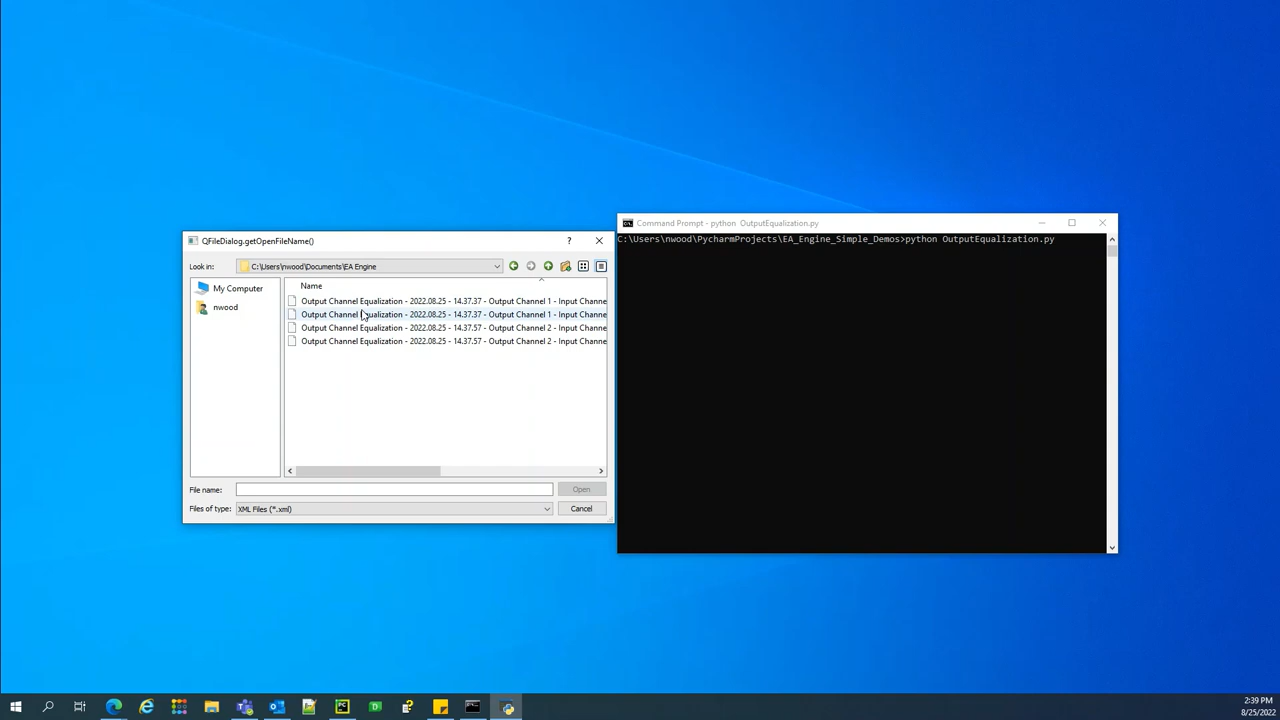 Command Prompt - python OutputEqualization.py
C:\Users\nwood\PycharmProjects\EA_Engine_Simple_Demos>python OutputEqualization.py
QFileDialog.getOpenFileName()
?
Look in:
C:\Users\nwood\Documents\EA Engine
My Computer
nwood
Name
Output Channel Equalization - 2022.08.25 - 14.37.37 - Output Channel 1 - Input Channe
Output Channel Equalization - 2022.08.25 - 14.37.37 - Output Channel 1 - Input Channe
Output Channel Equalization - 2022.08.25 - 14.37.57 - Output Channel 2 - Input Channe
Output Channel Equalization - 2022.08.25 - 14.37.57 - Output Channel 2 - Input Channe
File name:
Open
Files of type:
XML Files (*.xml)
Cancel
2:39 PM
8/25/2022